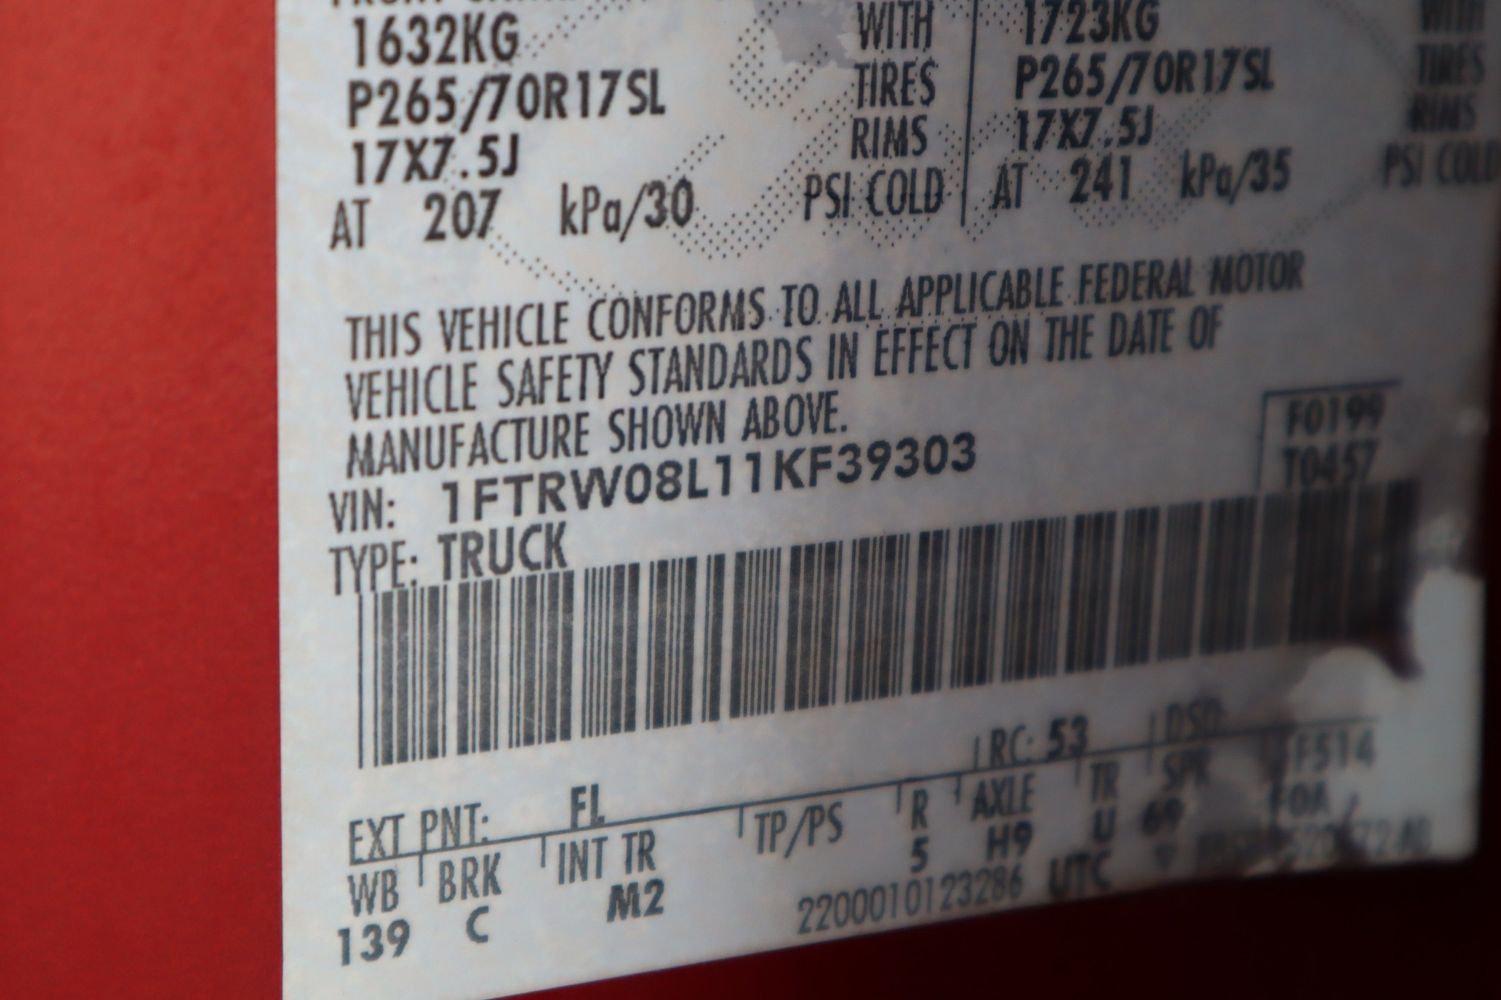 1632KG WITH 1723KG WITH
P265/70R17SL TIRES P265/70R17SL TIRES
17X7.5J RIMS 17X7.5J RIMS
AT 207 kPa/30 PSI COLD AT 241 kPa/35 PSI COLD
THIS VEHICLE CONFORMS TO ALL APPLICABLE FEDERAL MOTOR
VEHICLE SAFETY STANDARDS IN EFFECT ON THE DATE OF
MANUFACTURE SHOWN ABOVE.
F0199
VIN: 1FTRW08L11KF39303
T0457
TYPE: TRUCK
EXT PNT: FL RC: 53 DSO:
WB BRK INT TR TP/PS R AXLE TR SPR F514
139 C M2 5 H9 U 69
2200010123286 UTC